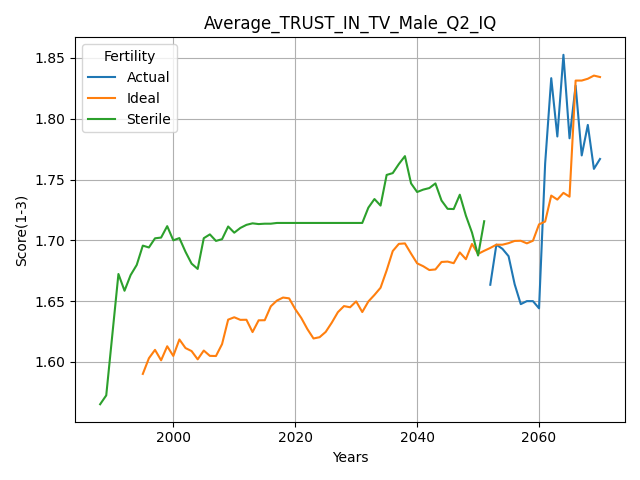 Average_TRUST_IN_TV_Male_Q2_IQ
Fertility
Actual
Ideal
Sterile
Score(1-3)
1.85
1.80
1.75
1.70
1.65
1.60
2000
2020
2040
2060
Years